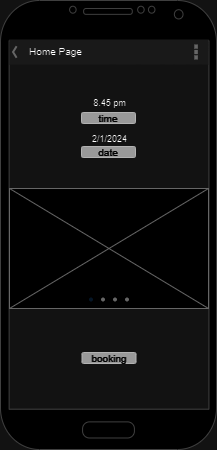 Home Page
8.45 pm
time
2/1/2024
date
booking